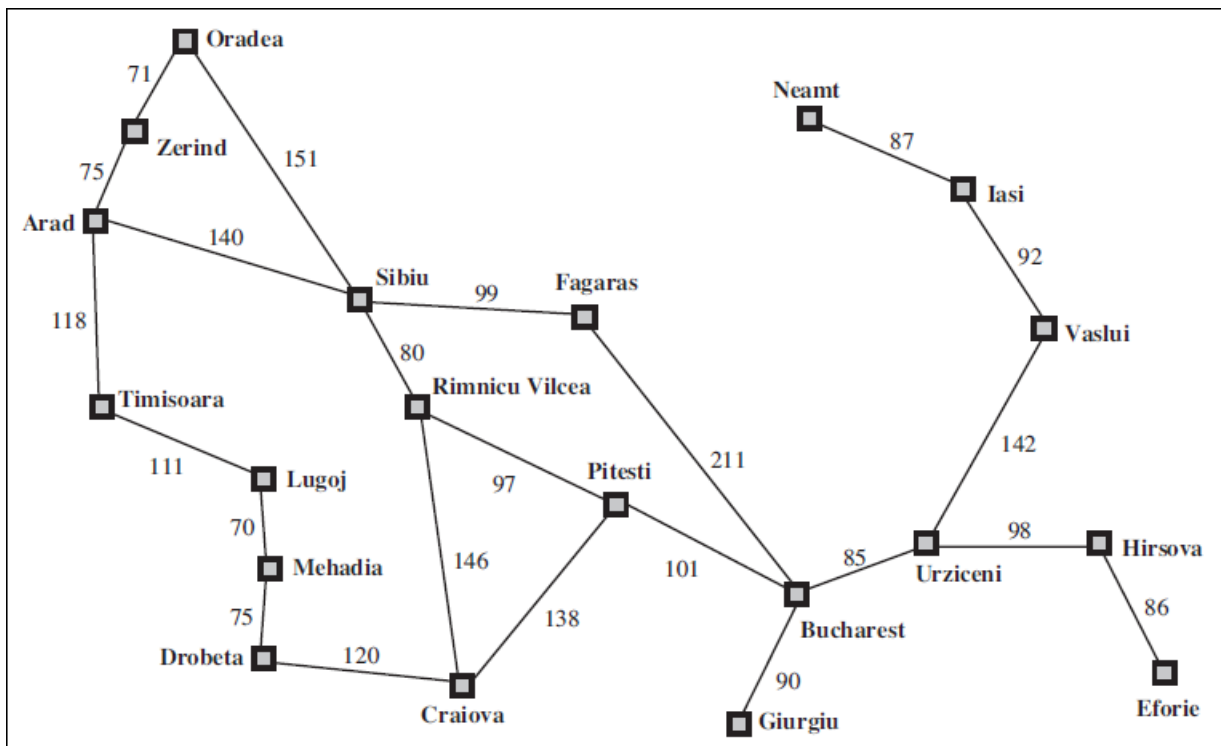 Oradea
71
Neamt
Zerind
87
151
75
Iasi
Arad
140
92
Sibiu
Fagaras
99
118
Vaslui
80
Timisoara
Rimnicu Vilcea
142
111
Lugoj
97
Pitesti
211
70
98
Hirsova
Mehadia
146
101
85
Urziceni
75
138
86
Bucharest
Drobeta
120
90
Craiova
Giurgiu
Eforie